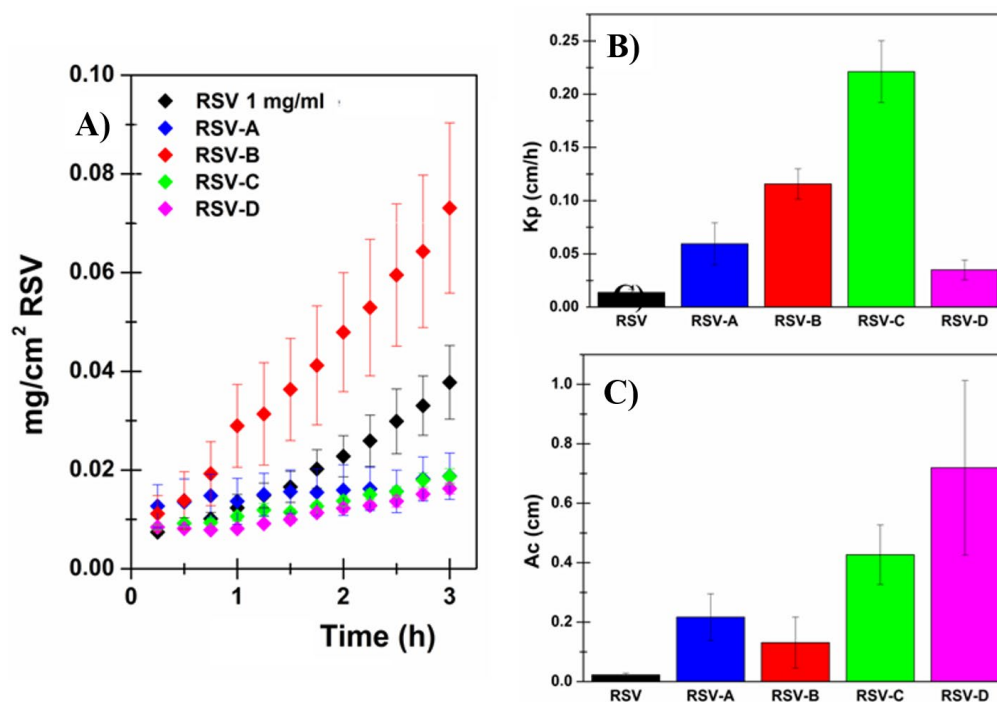 A)
0.10
0.08
0.06
0.04
0.02
0.00
mg/cm² RSV
RSV 1 mg/ml
RSV-A
RSV-B
RSV-C
RSV-D
0 1 2 3
Time (h)
B)
0.25
0.20
0.15
0.10
0.05
0.00
Kp (cm/h)
C)
RSV RSV-A RSV-B RSV-C RSV-D
C)
1.0
0.8
0.6
0.4
0.2
0.0
Ac (cm)
RSV RSV-A RSV-B RSV-C RSV-D